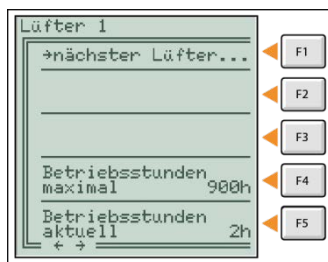 Lüfter 1
→nächster Lüfter...
F1
F2
F3
Betriebsstunden
maximal 900h
F4
Betriebsstunden
aktuell 2h
F5
← →